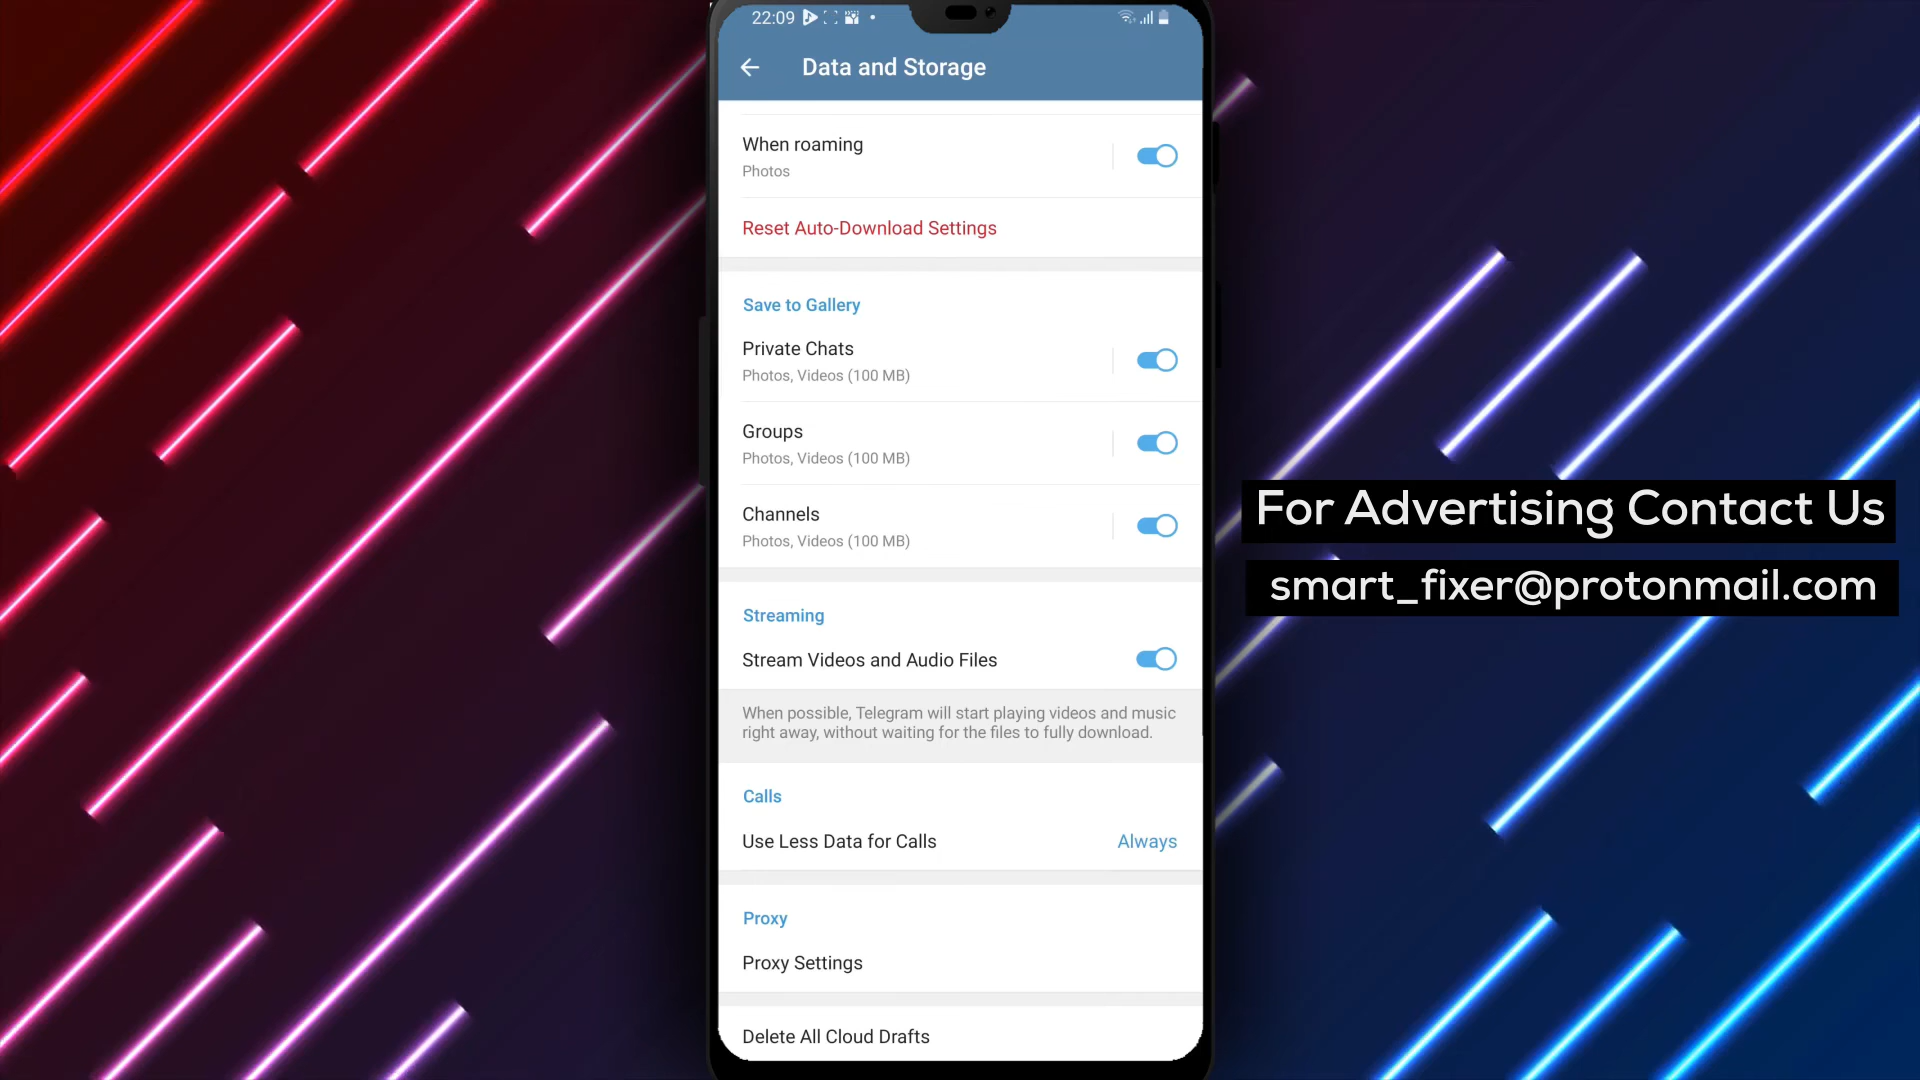 22:09
Data and Storage
When roaming
Photos
Reset Auto-Download Settings
Save to Gallery
Private Chats
Photos, Videos (100 MB)
Groups
Photos, Videos (100 MB)
Channels
Photos, Videos (100 MB)
Streaming
Stream Videos and Audio Files
When possible, Telegram will start playing videos and music
right away, without waiting for the files to fully download.
Calls
Use Less Data for Calls Always
Proxy
Proxy Settings
Delete All Cloud Drafts
For Advertising Contact Us
smart_fixer@protonmail.com